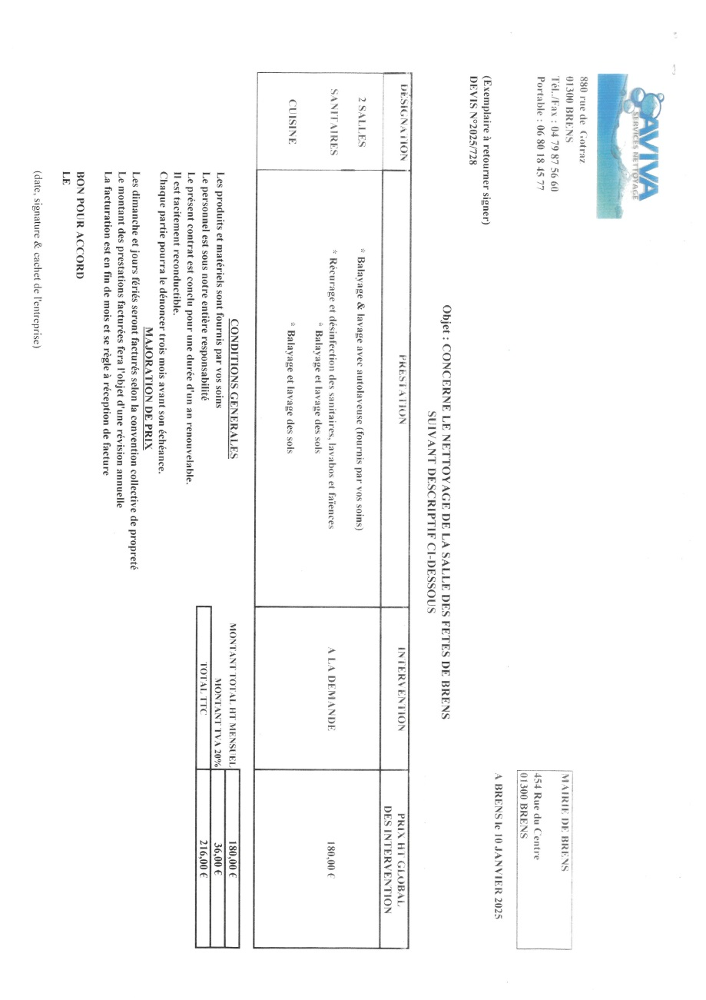 AVIVA
SERVICES NETTOYAGE
880 rue de Gotraz
01300 BRENS
Tél./Fax : 04 79 87 56 60
Portable : 06 80 18 45 77
MAIRIE DE BRENS
454 Rue du Centre
01300 BRENS
A BRENS le 10 JANVIER 2025
(Exemplaire à retourner signer)
DEVIS N°2025/728
Objet : CONCERNE LE NETTOYAGE DE LA SALLE DES FETES DE BRENS
SUIVANT DESCRIPTIF CI-DESSOUS
DÉSIGNATION PRESTATION INTERVENTION PRIX HT GLOBAL
DES INTERVENTION
2 SALLES * Balayage & lavage avec autolaveuse (fournis par vos soins)
SANITAIRES * Récurage et désinfection des sanitaires, lavabos et faïences A LA DEMANDE 180,00 €
* Balayage et lavage des sols
CUISINE * Balayage et lavage des sols
MONTANT TOTAL HT MENSUEL 180,00 €
MONTANT TVA 20% 36,00 €
TOTAL TTC 216,00 €
CONDITIONS GENERALES
Les produits et matériels sont fournis par vos soins
Le personnel est sous notre entière responsabilité
Le présent contrat est conclu pour une durée d'un an renouvelable.
Il est tacitement reconductible.
Chaque partie pourra le dénoncer trois mois avant son échéance.
MAJORATION DE PRIX
Les dimanche et jours fériés seront facturés selon la convention collective de propreté
Le montant des prestations facturées fera l'objet d'une révision annuelle
La facturation est en fin de mois et se règle à réception de facture
BON POUR ACCORD
LE
(date, signature & cachet de l'entreprise)